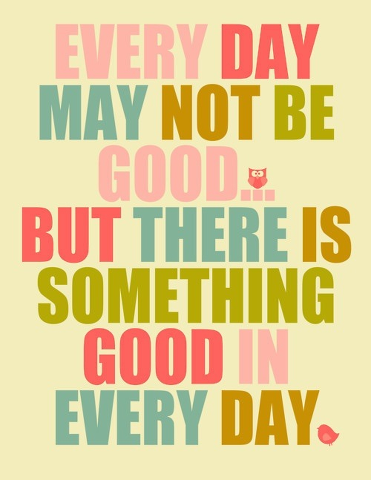 EVERY DAY
MAY NOT BE
GOOD...
BUT THERE IS
SOMETHING
GOOD IN
EVERY DAY.